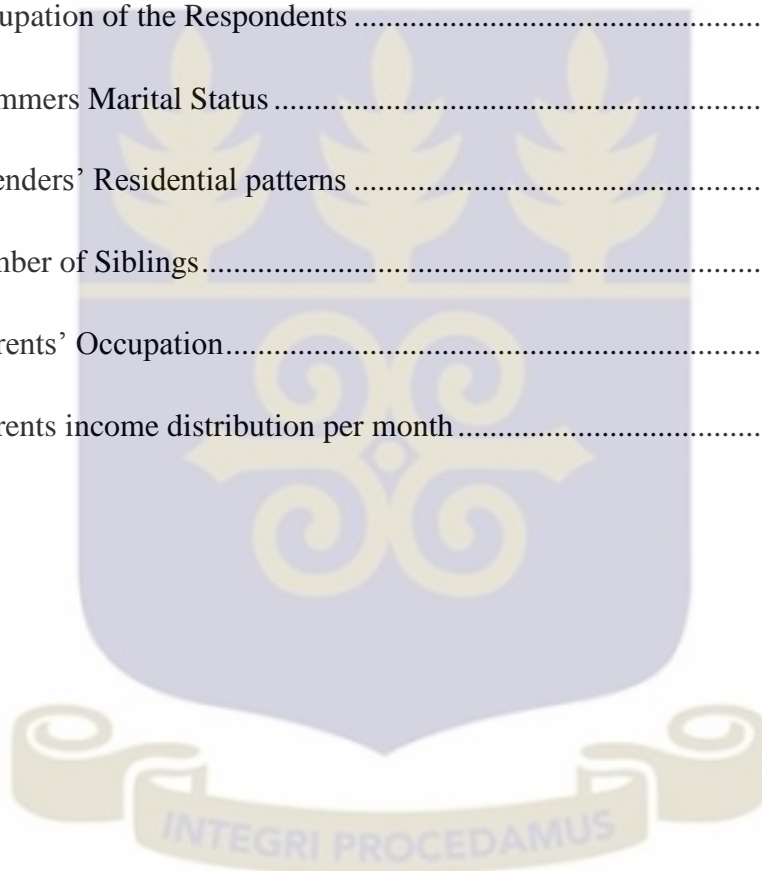 upation of the Respondents ........................................................
mmers Marital Status ..................................................................
enders’ Residential patterns ........................................................
nber of Siblings............................................................................
rents’ Occupation.........................................................................
rents income distribution per month ...........................................
INTEGRI PROCEDAMUS